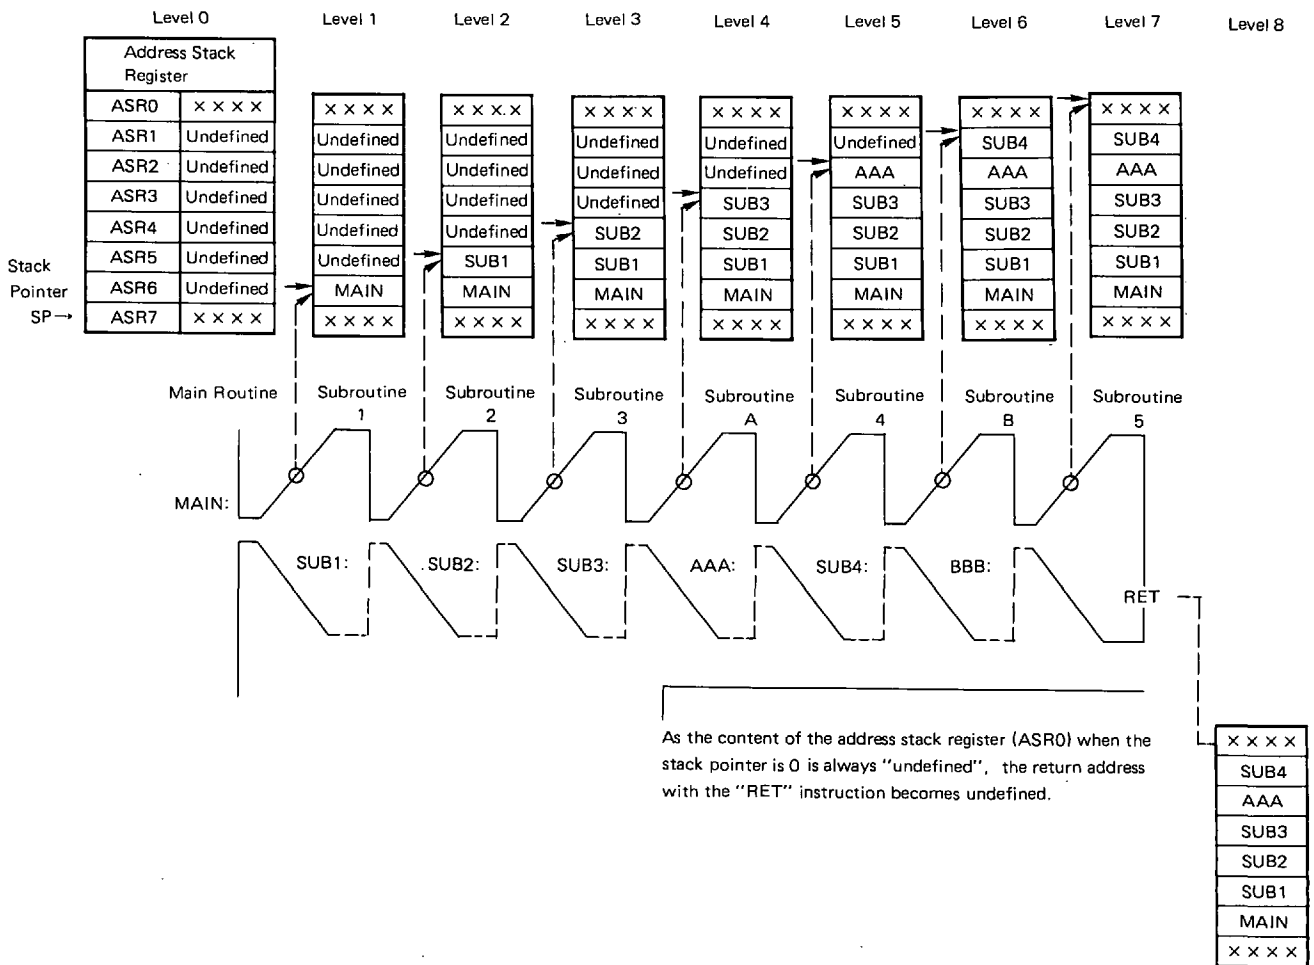 Level 0 Level 1 Level 2 Level 3 Level 4 Level 5 Level 6 Level 7 Level 8
Address Stack
Register
ASR0 ×××× ×××× ××.×× ×××× ×××× ×××× ×××× ××××
ASR1 Undefined Undefined Undefined Undefined Undefined Undefined SUB4 SUB4
ASR2 Undefined Undefined Undefined Undefined Undefined AAA AAA AAA
ASR3 Undefined Undefined Undefined Undefined SUB3 SUB3 SUB3 SUB3
ASR4 Undefined Undefined Undefined SUB2 SUB2 SUB2 SUB2 SUB2
ASR5 Undefined Undefined SUB1 SUB1 SUB1 SUB1 SUB1 SUB1
Stack
Pointer
SP→
ASR6 Undefined MAIN MAIN MAIN MAIN MAIN MAIN MAIN
ASR7 ×××× ×××× ×××× ×××× ×××× ×××× ×××× ××××
Main Routine Subroutine Subroutine Subroutine Subroutine Subroutine Subroutine Subroutine
1 2 3 A 4 B 5
MAIN:
SUB1: SUB2: SUB3: AAA: SUB4: BBB:
RET
As the content of the address stack register (ASR0) when the
stack pointer is 0 is always "undefined", the return address
with the "RET" instruction becomes undefined.
××××
SUB4
AAA
SUB3
SUB2
SUB1
MAIN
××××